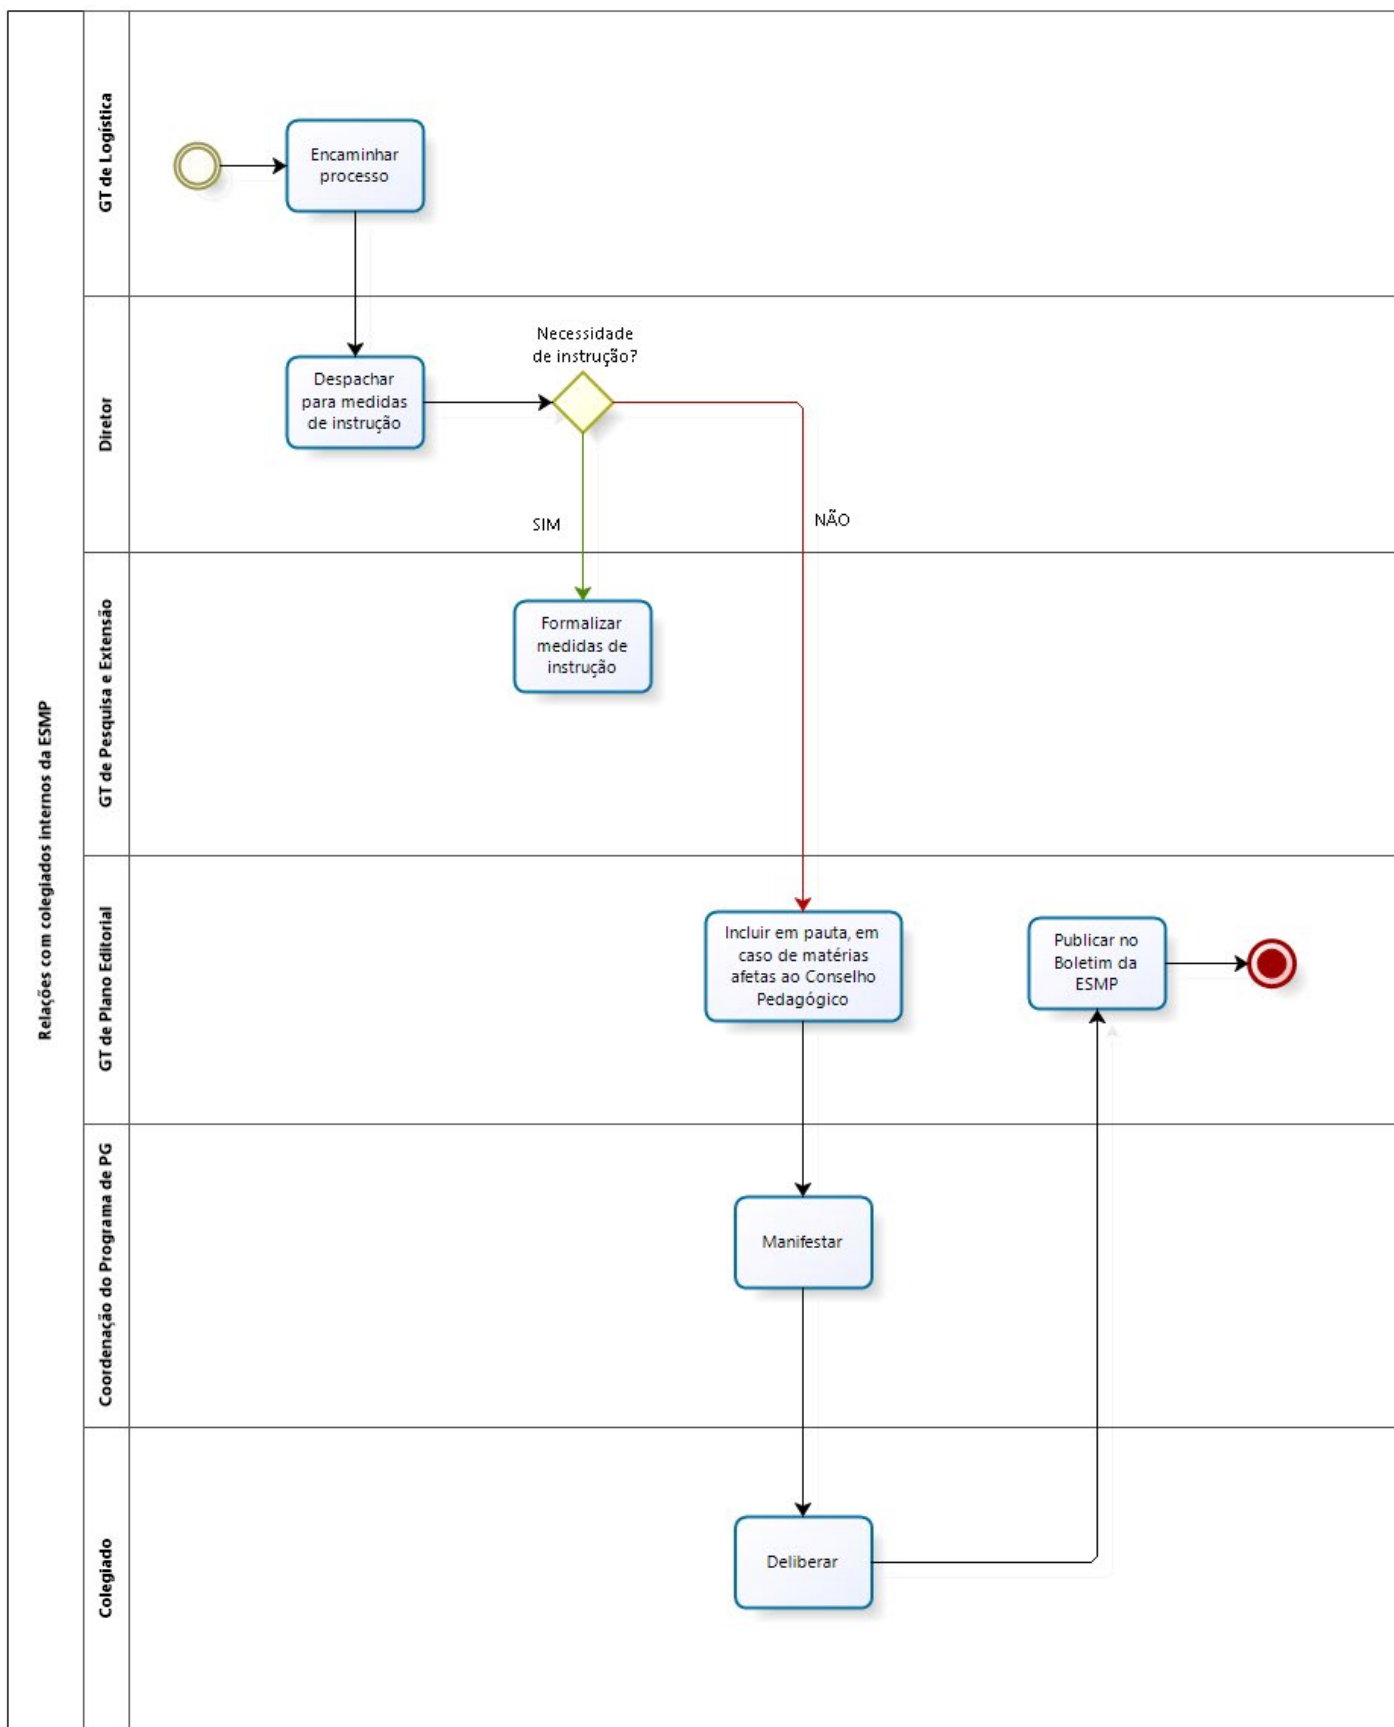 Relações com colegiados internos da ESMP
GT de Logística
Encaminhar
processo
Diretor
Despachar
para medidas
de instrução
Necessidade
de instrução?
SIM
NÃO
GT de Pesquisa e Extensão
Formalizar
medidas de
instrução
GT de Plano Editorial
Incluir em pauta, em
caso de matérias
afetas ao Conselho
Pedagógico
Publicar no
Boletim da
ESMP
Coordenação do Programa de PG
Manifestar
Colegiado
Deliberar